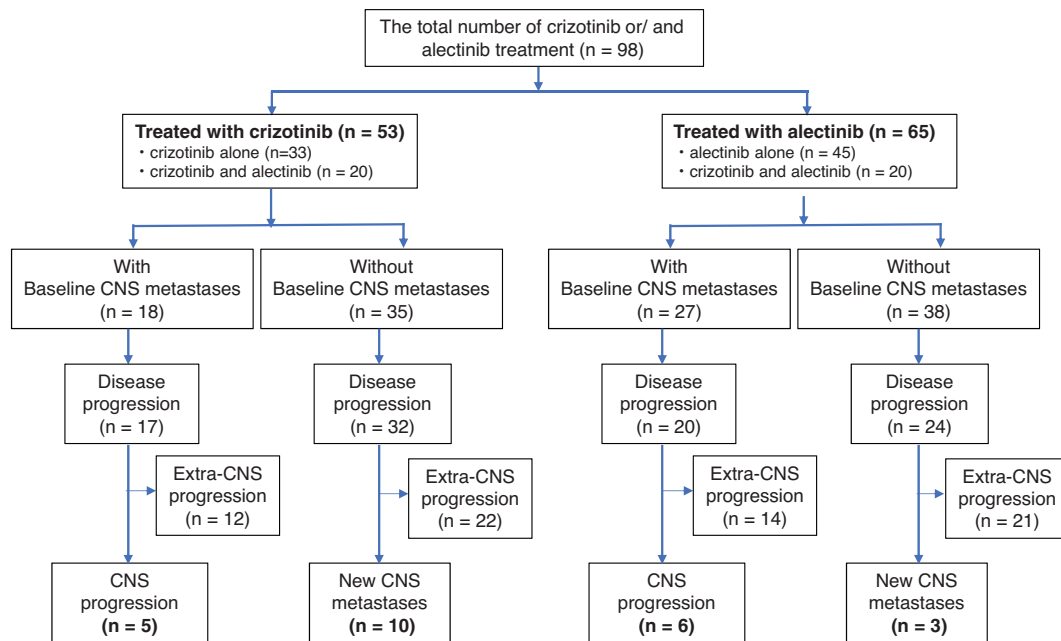 The total number of crizotinib or/ and
alectinib treatment (n = 98)
Treated with crizotinib (n = 53)
・crizotinib alone (n=33)
・crizotinib and alectinib (n = 20)
Treated with alectinib (n = 65)
・alectinib alone (n = 45)
・crizotinib and alectinib (n = 20)
With
Baseline CNS metastases
(n = 18)
Without
Baseline CNS metastases
(n = 35)
With
Baseline CNS metastases
(n = 27)
Without
Baseline CNS metastases
(n = 38)
Disease
progression
(n = 17)
Disease
progression
(n = 32)
Disease
progression
(n = 20)
Disease
progression
(n = 24)
Extra-CNS
progression
(n = 12)
Extra-CNS
progression
(n = 22)
Extra-CNS
progression
(n = 14)
Extra-CNS
progression
(n = 21)
CNS
progression
(n = 5)
New CNS
metastases
(n = 10)
CNS
progression
(n = 6)
New CNS
metastases
(n = 3)